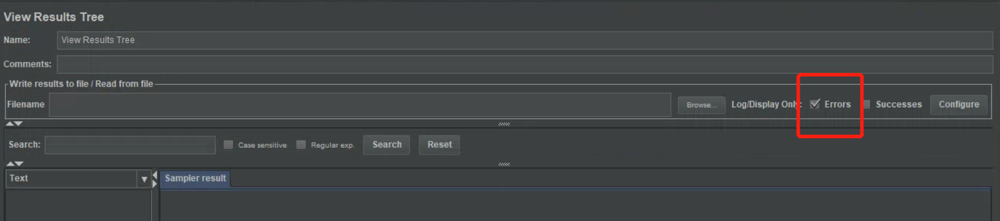 View Results Tree
Name: View Results Tree
Comments:
Write results to file / Read from file
Filename Browse... Log/Display Only: Errors Successes Configure
Search: Case sensitive Regular exp. Search Reset
Text Sampler result